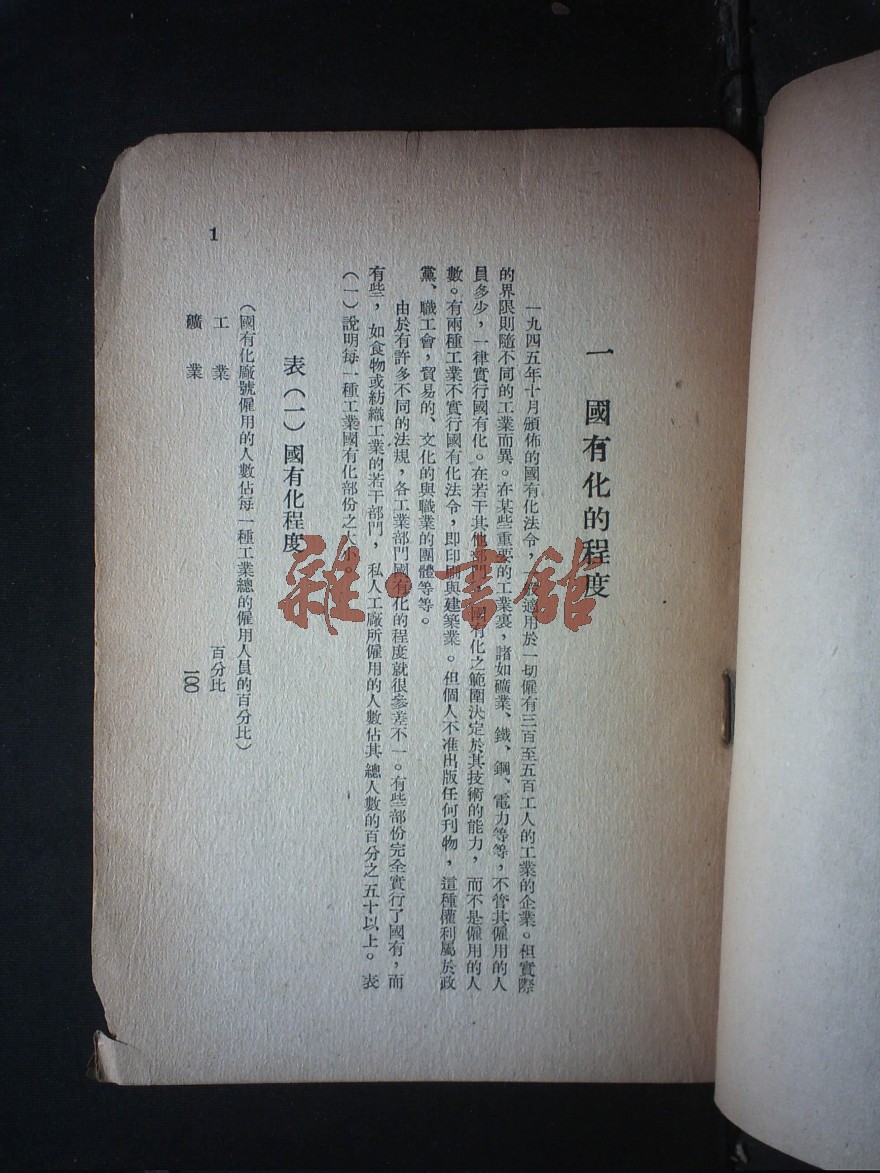 一 國有化的程度
一九四五年十月頒佈的國有化法令，一般適用於一切僱有三百至五百工人的工業的企業。但實際
的界限則隨不同的工業而異。在某些重要的工業裏，諸如礦業、鐵、鋼、電力等等，不管其僱用的人
員多少，一律實行國有化。在若干其他部門，國有化之範圍決定於其技術的能力，而不是僱用的人
數。有兩種工業不實行國有化法令，即印刷與建築業。但個人不准出版任何刊物，這種權利屬於政
黨、職工會，貿易的、文化的與職業的團體等等。
由於有許多不同的法規，各工業部門國有化的程度就很參差不一。有些部份完全實行了國有，而
有些，如食物或紡織工業的若干部門，私人工廠所僱用的人數佔其總人數的百分之五十以上。表
（一）說明每一種工業國有化部份之大小。
表（一）國有化程度
（國有化廠號僱用的人數佔每一種工業總的僱用人員的百分比）
工業 百分比
礦業 100
1
雜·書館